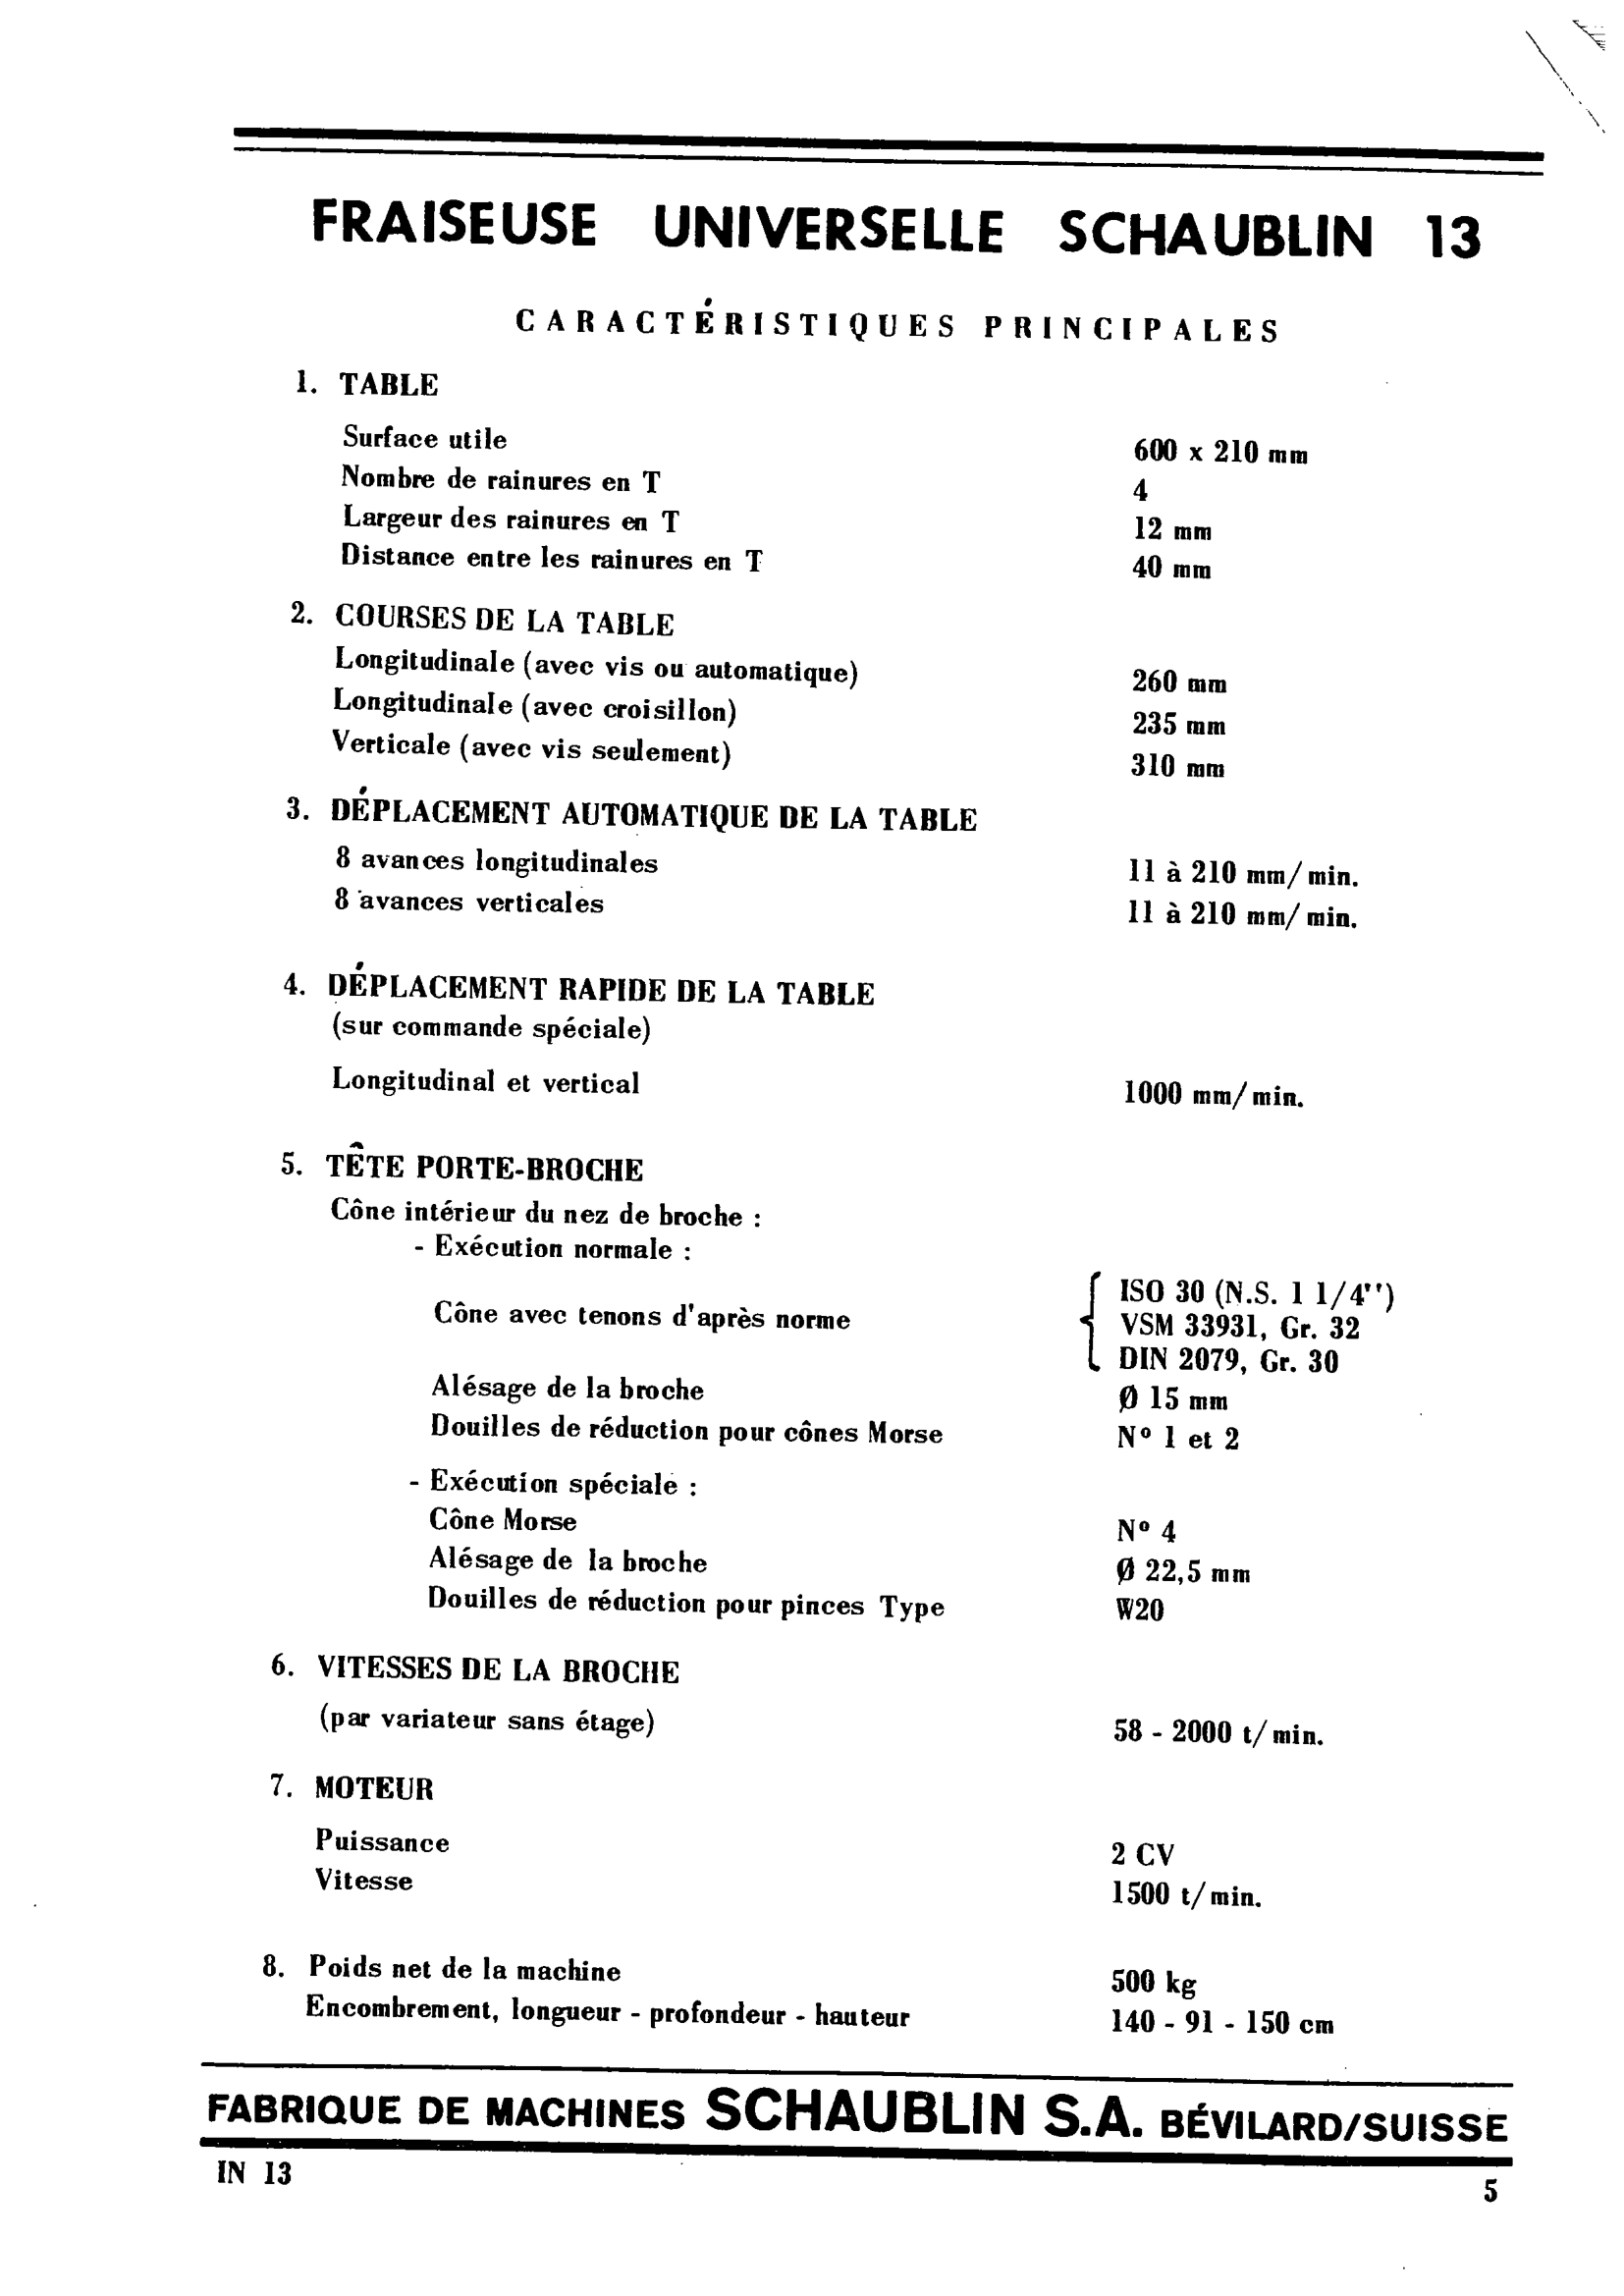 FRAISEUSE UNIVERSELLE SCHAUBLIN 13
CARACTÉRISTIQUES PRINCIPALES
1. TABLE
Surface utile 600 x 210 mm
Nombre de rainures en T 4
Largeur des rainures en T 12 mm
Distance entre les rainures en T 40 mm
2. COURSES DE LA TABLE
Longitudinale (avec vis ou automatique) 260 mm
Longitudinale (avec croisillon) 235 mm
Verticale (avec vis seulement) 310 mm
3. DÉPLACEMENT AUTOMATIQUE DE LA TABLE
8 avances longitudinales 11 à 210 mm/min.
8 avances verticales 11 à 210 mm/min.
4. DÉPLACEMENT RAPIDE DE LA TABLE
(sur commande spéciale)
Longitudinal et vertical 1000 mm/min.
5. TÊTE PORTE-BROCHE
Cône intérieur du nez de broche :
- Exécution normale :
ISO 30 (N.S. 1 1/4'')
Cône avec tenons d'après norme VSM 33931, Gr. 32
DIN 2079, Gr. 30
Alésage de la broche Ø 15 mm
Douilles de réduction pour cônes Morse Nº 1 et 2
- Exécution spéciale :
Cône Morse Nº 4
Alésage de la broche Ø 22,5 mm
Douilles de réduction pour pinces Type W20
6. VITESSES DE LA BROCHE
(par variateur sans étage) 58 - 2000 t/min.
7. MOTEUR
Puissance 2 CV
Vitesse 1500 t/min.
8. Poids net de la machine 500 kg
Encombrement, longueur - profondeur - hauteur 140 - 91 - 150 cm
FABRIQUE DE MACHINES SCHAUBLIN S.A. BÉVILARD/SUISSE
IN 13
5